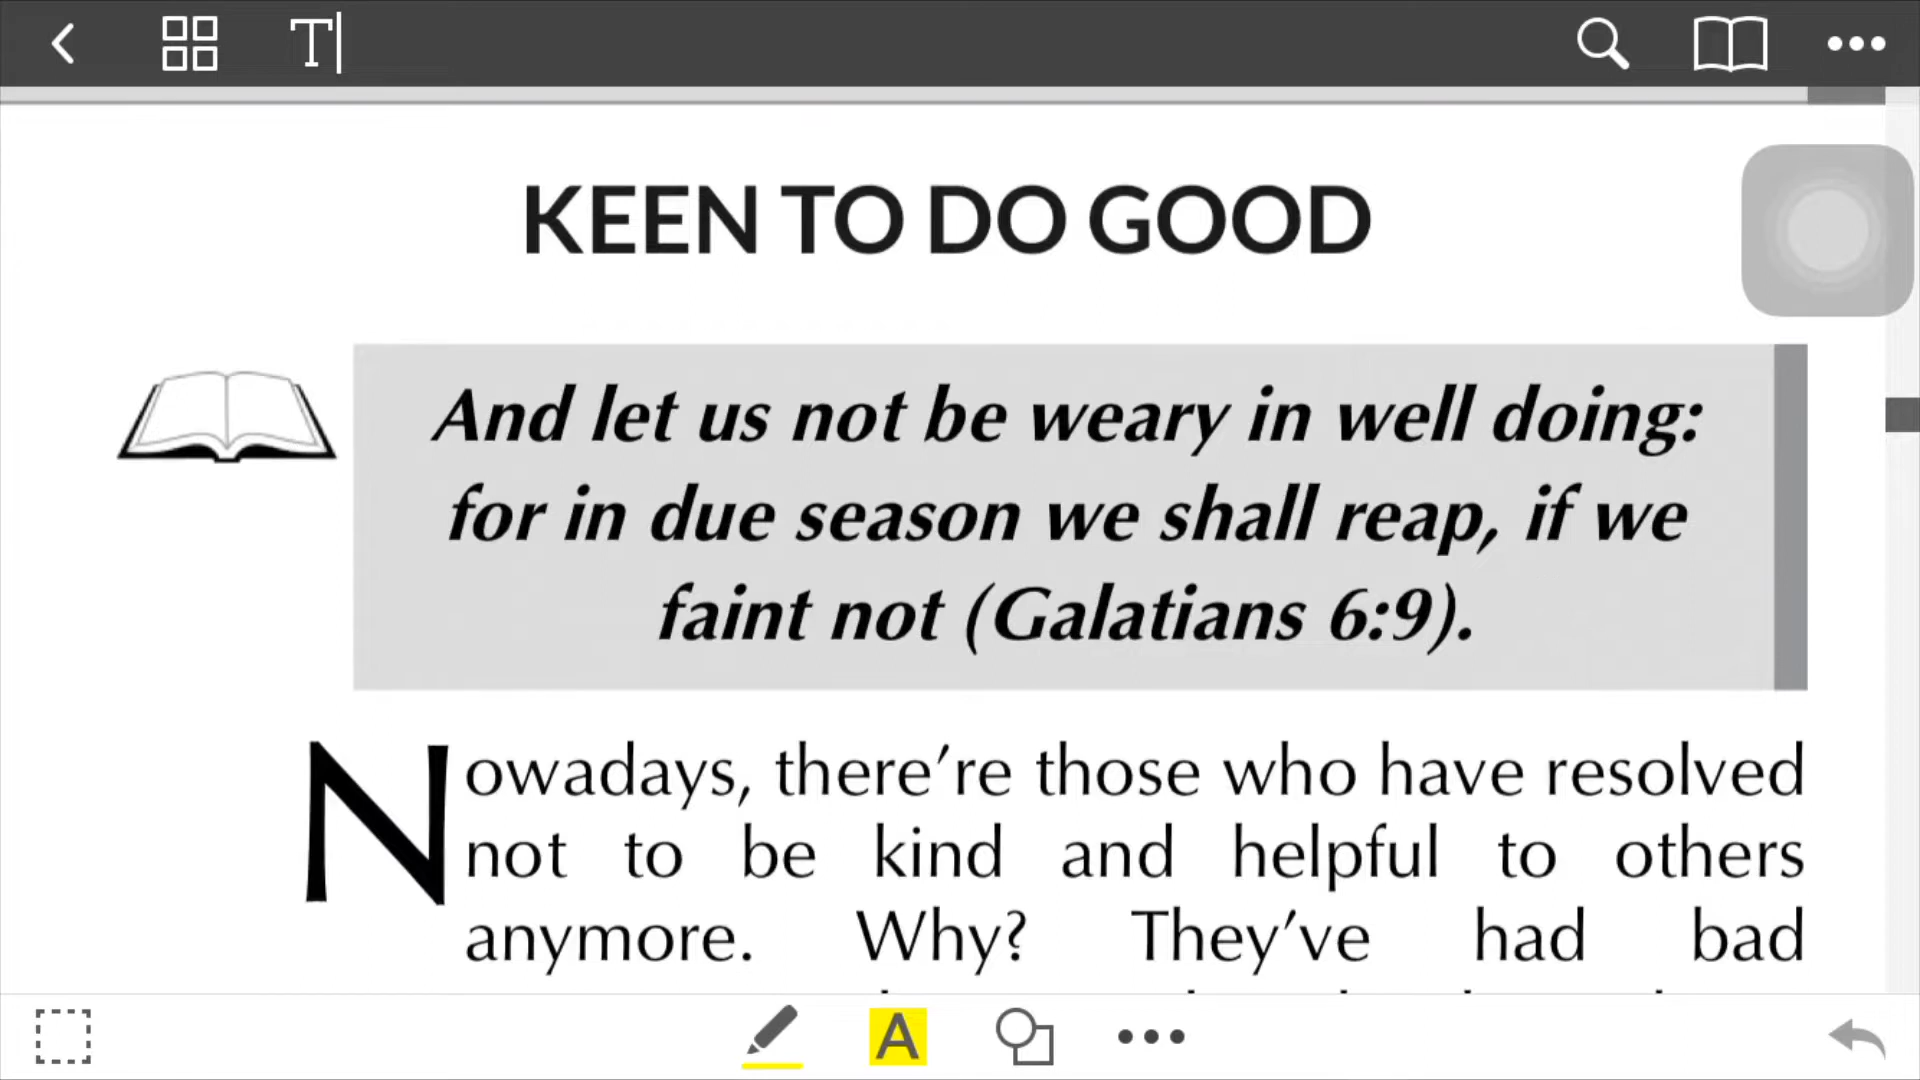 T
KEEN TO DO GOOD
And let us not be weary in well doing:
for in due season we shall reap, if we
faint not (Galatians 6:9).
Nowadays, there're those who have resolved
not to be kind and helpful to others
anymore. Why? They've had bad
A